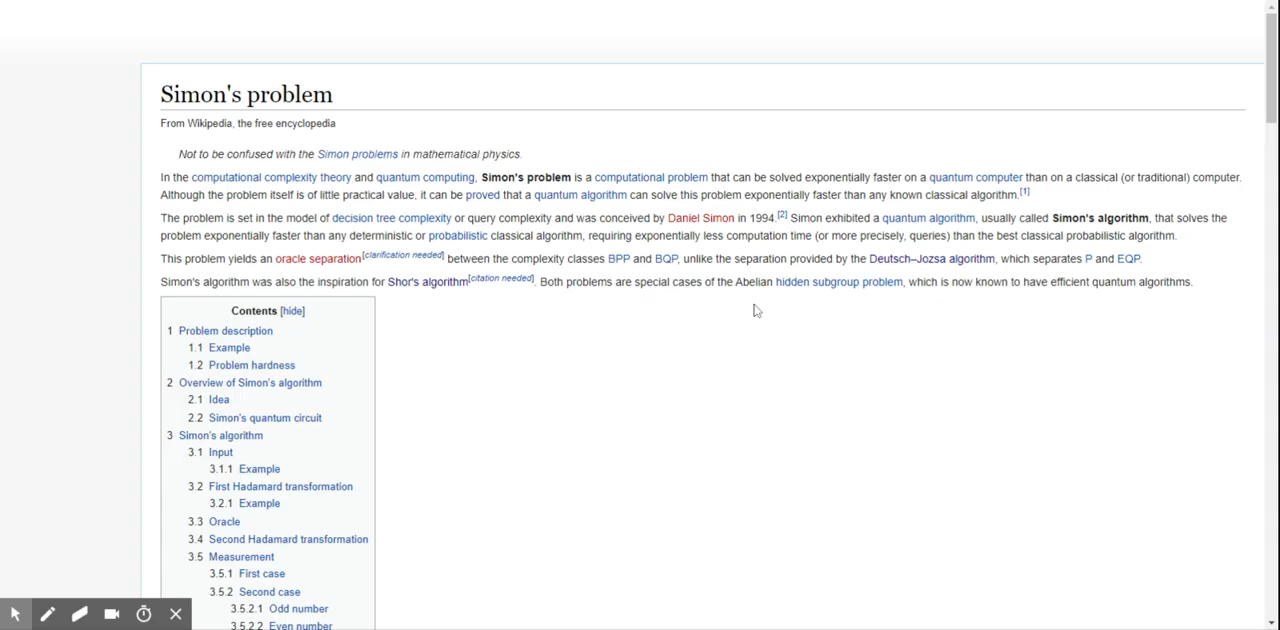 Simon's problem
From Wikipedia, the free encyclopedia
Not to be confused with the Simon problems in mathematical physics.
In the computational complexity theory and quantum computing, Simon's problem is a computational problem that can be solved exponentially faster on a quantum computer than on a classical (or traditional) computer.
Although the problem itself is of little practical value, it can be proved that a quantum algorithm can solve this problem exponentially faster than any known classical algorithm.[1]
The problem is set in the model of decision tree complexity or query complexity and was conceived by Daniel Simon in 1994.[2] Simon exhibited a quantum algorithm, usually called Simon's algorithm, that solves the
problem exponentially faster than any deterministic or probabilistic classical algorithm, requiring exponentially less computation time (or more precisely, queries) than the best classical probabilistic algorithm.
This problem yields an oracle separation[clarification needed] between the complexity classes BPP and BQP, unlike the separation provided by the Deutsch–Jozsa algorithm, which separates P and EQP.
Simon's algorithm was also the inspiration for Shor's algorithm[citation needed]. Both problems are special cases of the Abelian hidden subgroup problem, which is now known to have efficient quantum algorithms.
Contents [hide]
1 Problem description
1.1 Example
1.2 Problem hardness
2 Overview of Simon's algorithm
2.1 Idea
2.2 Simon's quantum circuit
3 Simon's algorithm
3.1 Input
3.1.1 Example
3.2 First Hadamard transformation
3.2.1 Example
3.3 Oracle
3.4 Second Hadamard transformation
3.5 Measurement
3.5.1 First case
3.5.2 Second case
3.5.2.1 Odd number
3.5.2.2 Even number